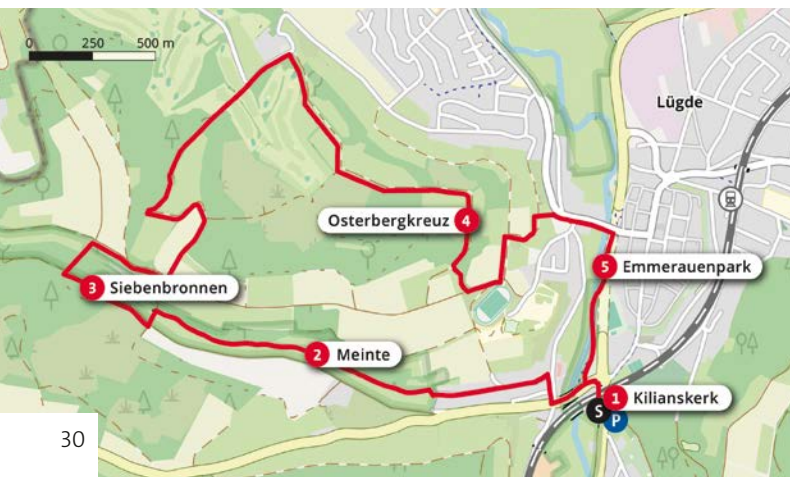 0 250 500 m
Lügde
Osterbergkreuz 4
5 Emmerauenpark
3 Siebenbronnen
2 Meinte
1 Kilianskerk
S
P
30